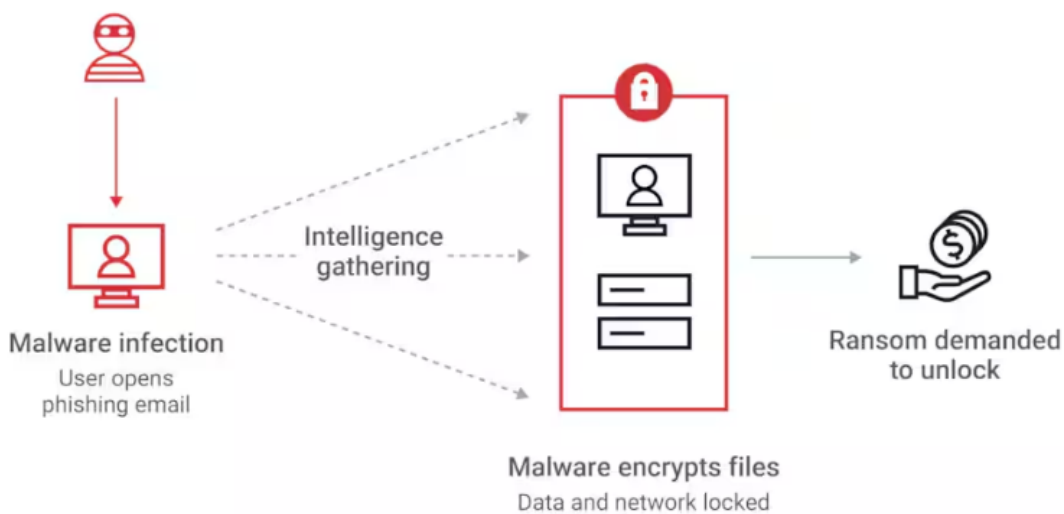 Intelligence
gathering
Malware infection
User opens
phishing email
Malware encrypts files
Data and network locked
Ransom demanded
to unlock